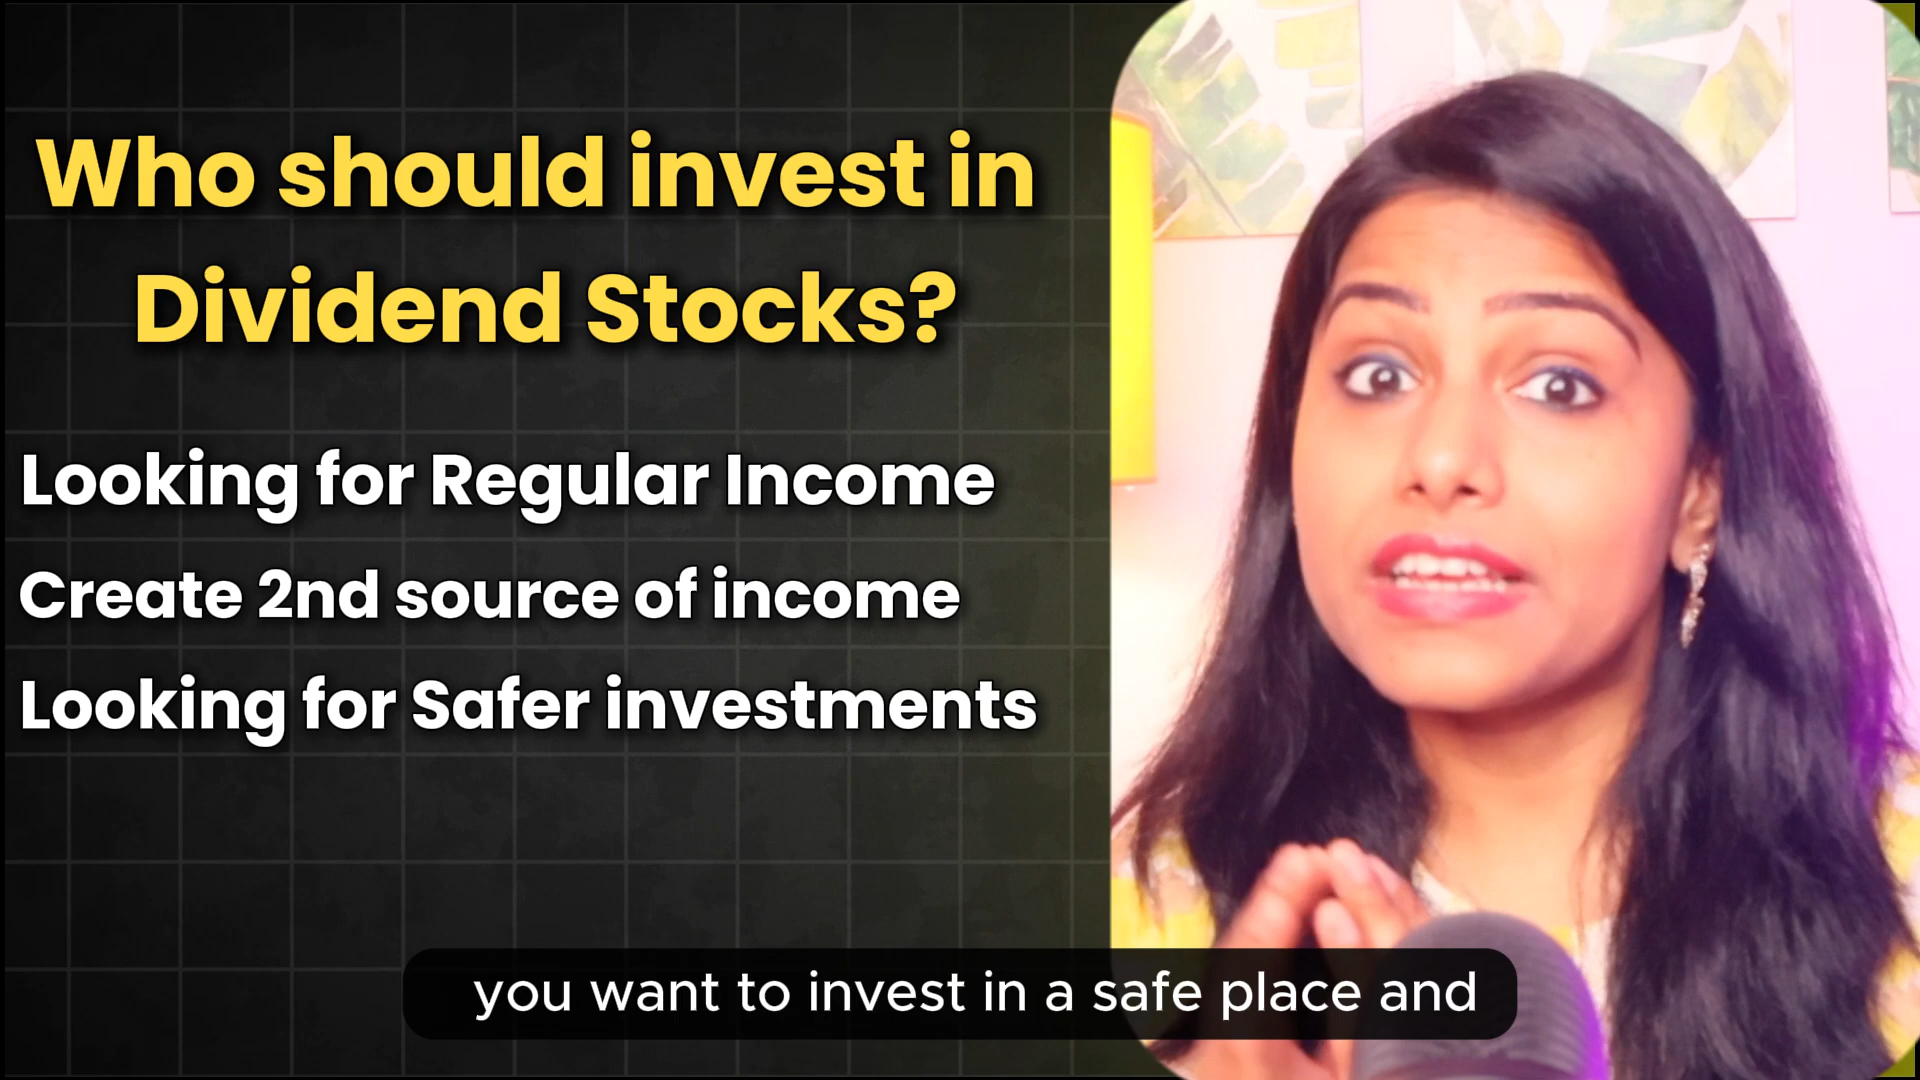 Who should invest in
Dividend Stocks?
Looking for Regular Income
Create 2nd source of income
Looking for Safer investments
you want to invest in a safe place and